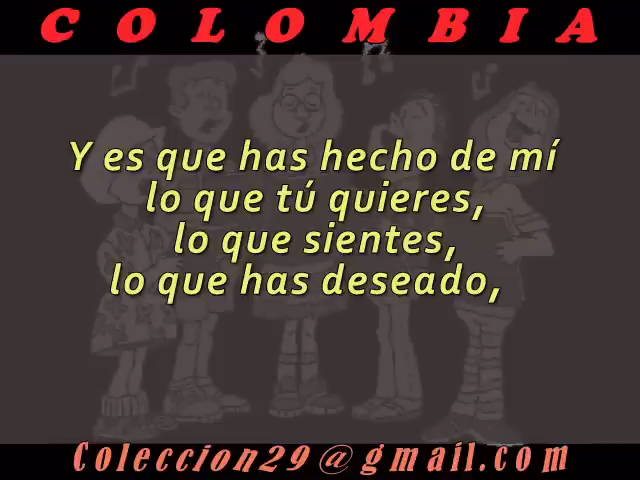 COLOMBIA
Y es que has hecho de mí
lo que tú quieres,
lo que sientes,
lo que has deseado,
Coleccion29@gmail.com